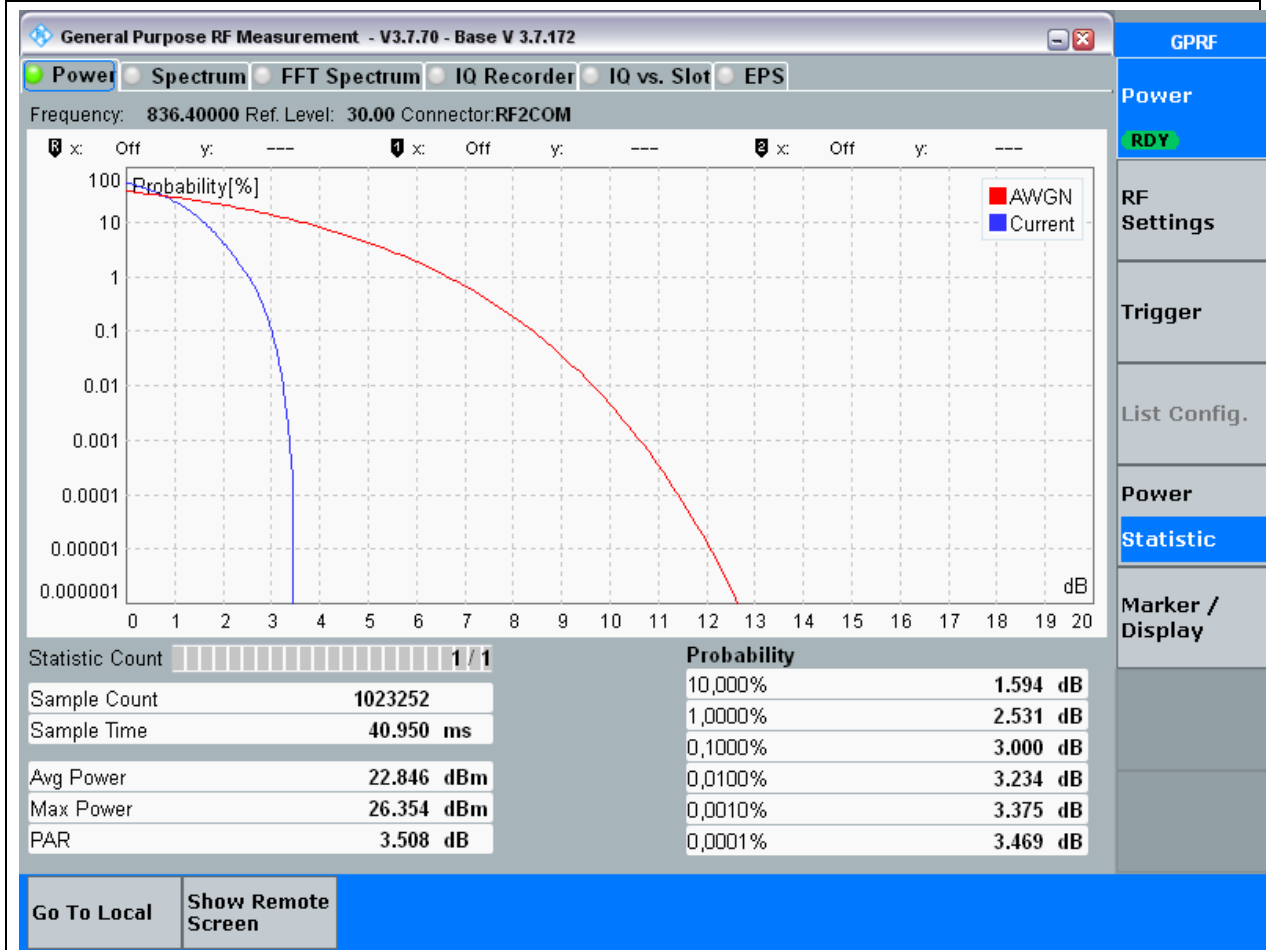 General Purpose RF Measurement - V3.7.70 - Base V 3.7.172
GPRF
Power Spectrum FFT Spectrum IQ Recorder IQ vs. Slot EPS
Power
RDY
Frequency: 836.40000 Ref. Level: 30.00 Connector:RF2COM
R x: Off y: --- 1 x: Off y: --- 2 x: Off y: ---
Probability[%]
AWGN
Current
100
10
1
0.1
0.01
0.001
0.0001
0.00001
0.000001
dB
0 1 2 3 4 5 6 7 8 9 10 11 12 13 14 15 16 17 18 19 20
RF
Settings
Trigger
List Config.
Power
Statistic
Marker /
Display
Statistic Count 1 / 1
Sample Count 1023252
Sample Time 40.950 ms
Avg Power 22.846 dBm
Max Power 26.354 dBm
PAR 3.508 dB
Probability
10,000% 1.594 dB
1,0000% 2.531 dB
0,1000% 3.000 dB
0,0100% 3.234 dB
0,0010% 3.375 dB
0,0001% 3.469 dB
Go To Local
Show Remote
Screen